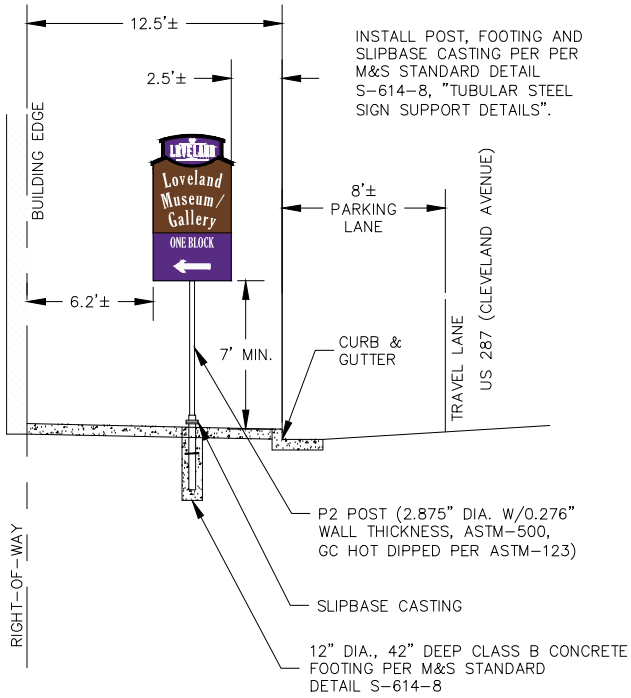 12.5'±
INSTALL POST, FOOTING AND
SLIPBASE CASTING PER PER
M&S STANDARD DETAIL
S-614-8, "TUBULAR STEEL
SIGN SUPPORT DETAILS".
2.5'±
BUILDING EDGE
LOVELAND
Loveland
Museum/
Gallery
ONE BLOCK
8'±
PARKING
LANE
6.2'±
7' MIN.
CURB &
GUTTER
TRAVEL LANE
US 287 (CLEVELAND AVENUE)
P2 POST (2.875" DIA. W/0.276"
WALL THICKNESS, ASTM-500,
GC HOT DIPPED PER ASTM-123)
SLIPBASE CASTING
RIGHT-OF-WAY
12" DIA., 42" DEEP CLASS B CONCRETE
FOOTING PER M&S STANDARD
DETAIL S-614-8